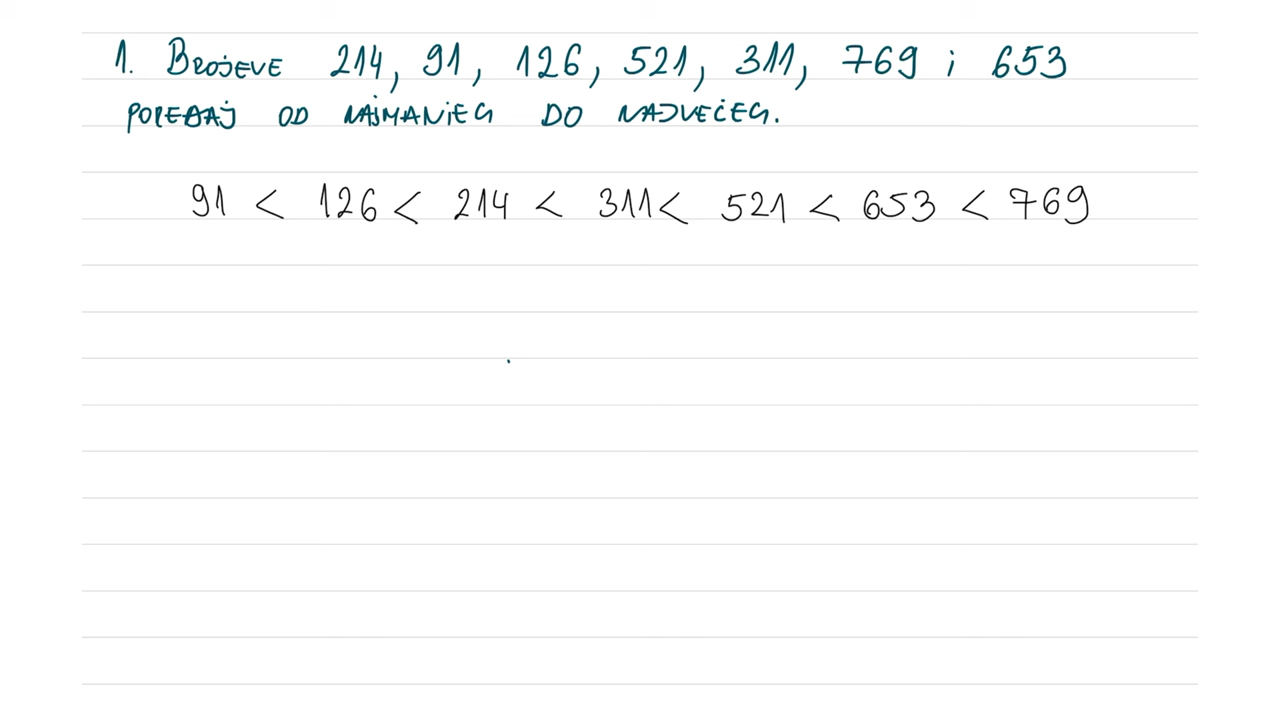 1. BROJEVE 214, 91, 126, 521, 311, 769 i 653
POREDAJ OD NAJMANJEG DO NAJVEĆEG.
91 < 126 < 214 < 311 < 521 < 653 < 769